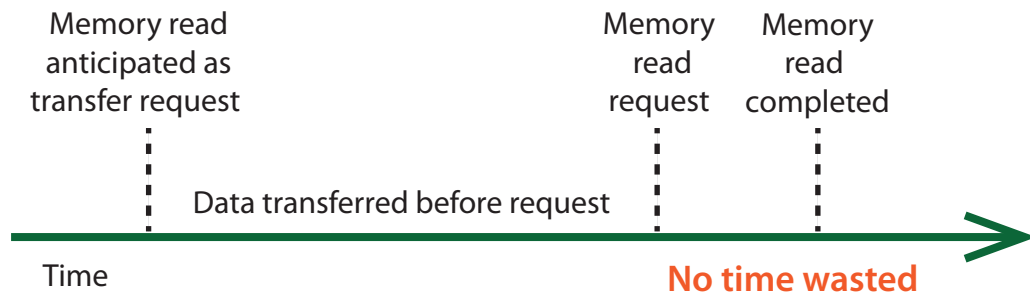 Memory read
anticipated as
transfer request
Memory
read
request
Memory
read
completed
Data transferred before request
Time
No time wasted